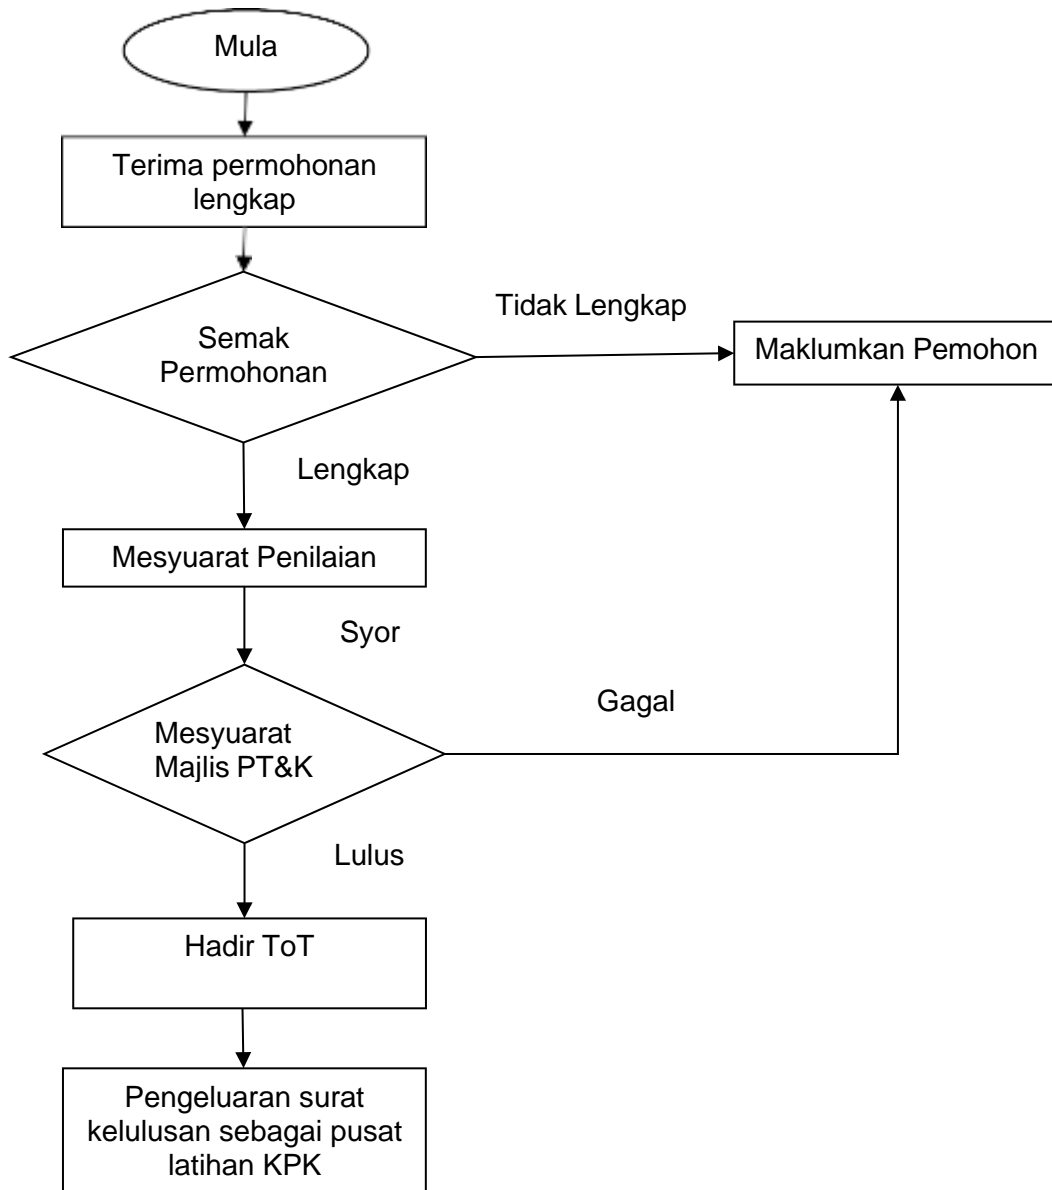 Mula
Terima permohonan
lengkap
Tidak Lengkap
Semak
Permohonan
Maklumkan Pemohon
Lengkap
Mesyuarat Penilaian
Syor
Gagal
Mesyuarat
Majlis PT&K
Lulus
Hadir ToT
Pengeluaran surat
kelulusan sebagai pusat
latihan KPK